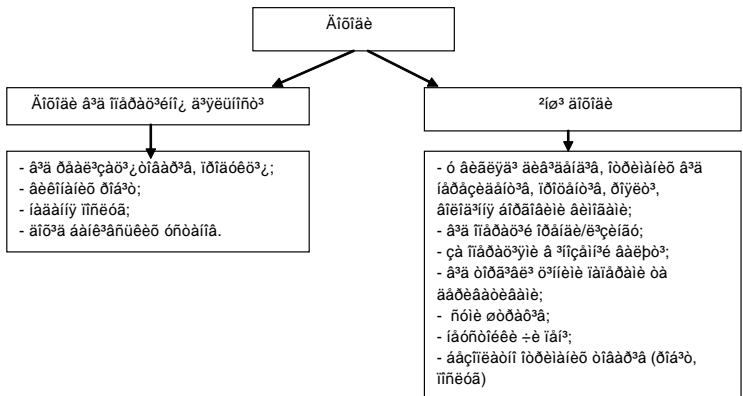 Äîõîäè
Äîõîäè â³ä îïåðàö³éíî¿ ä³ÿëüíîñò³
²íø³ äîõîäè
- â³ä ðåàë³çàö³¿òîâàð³â, ïðîäóêö³¿;
- âèêîíàíèõ ðîá³ò;
- íàäàííÿ ïîñëóã;
- äîõ³ä áàíê³âñüêèõ óñòàíîâ.
- ó âèãëÿä³ äèâ³äåíä³â, îòðèìàíèõ â³ä
íåðåçèäåíò³â, ïðîöåíò³â, ðîÿëò³,
âîëîä³ííÿ áîðãîâèìè âèìîãàìè;
- â³ä îïåðàö³é îðåíäè/ë³çèíãó;
- çà îïåðàö³ÿìè â ³íîçåìí³é âàëþò³;
- â³ä òîðã³âë³ ö³ííèìè ïàïåðàìè òà
äåðèâàòèâàìè;
- ñóìè øòðàô³â;
- íåóñòîéêè ÷è ïåí³;
- áåçîïëàòíî îòðèìàíèõ òîâàð³â (ðîá³ò,
ïîñëóã)